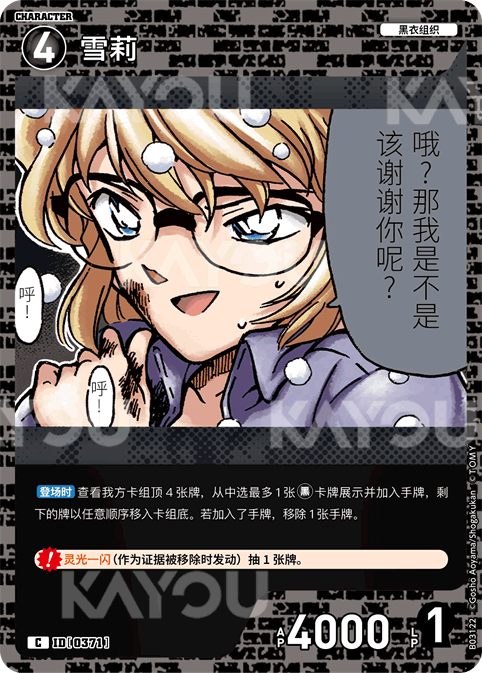 CHARACTER
4
雪莉
黑衣组织
KAYOU
KAYOU
哦？那我是不是
该谢谢你呢？
呼！
呼！
KAYOU
KAYOU
KAYOU
登场时 查看我方卡组顶 4 张牌，从中选最多 1 张 黑 卡牌展示并加入手牌，剩
下的牌以任意顺序移入卡组底。若加入了手牌，移除 1 张手牌。
灵光一闪（作为证据被移除时发动）抽 1 张牌。
KAYOU
KAYOU
C ID[0371]
AP 4000 LP 1
B03122 ©Gosho Aoyama/Shogakukan ©TOMY